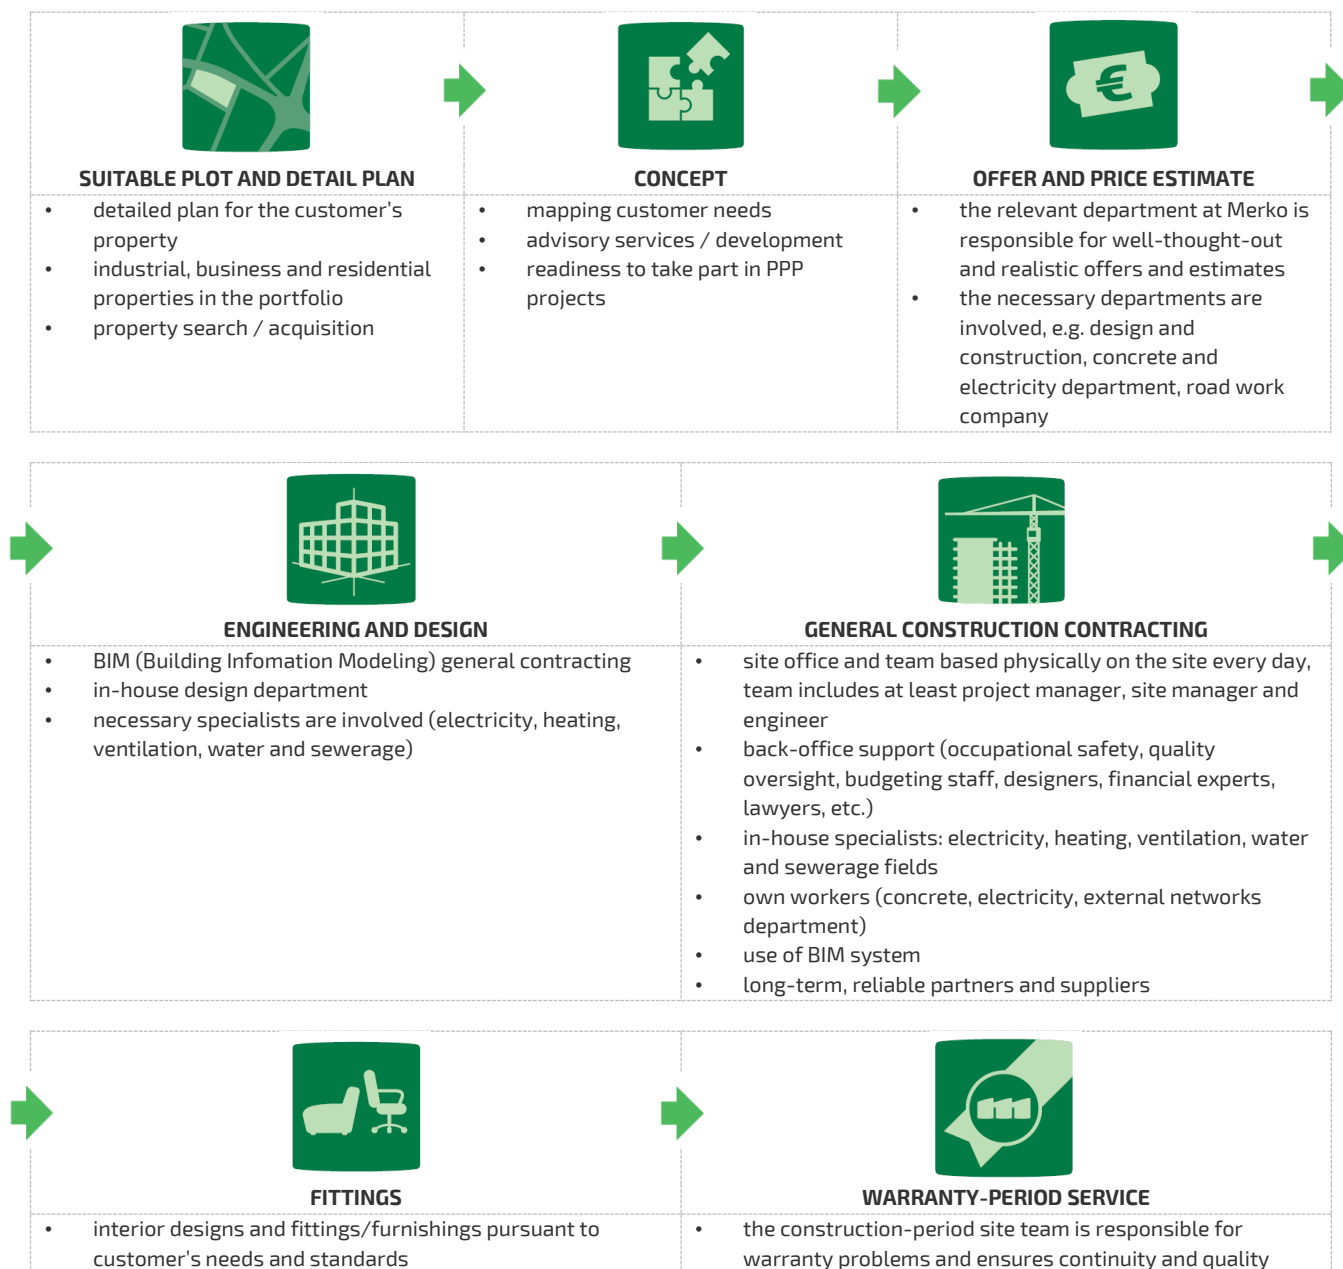 SUITABLE PLOT AND DETAIL PLAN
• detailed plan for the customer's
property
• industrial, business and residential
properties in the portfolio
• property search / acquisition
CONCEPT
• mapping customer needs
• advisory services / development
• readiness to take part in PPP
projects
€
OFFER AND PRICE ESTIMATE
• the relevant department at Merko is
responsible for well-thought-out
and realistic offers and estimates
• the necessary departments are
involved, e.g. design and
construction, concrete and
electricity department, road work
company
ENGINEERING AND DESIGN
• BIM (Building Infomation Modeling) general contracting
• in-house design department
• necessary specialists are involved (electricity, heating,
ventilation, water and sewerage)
GENERAL CONSTRUCTION CONTRACTING
• site office and team based physically on the site every day,
team includes at least project manager, site manager and
engineer
• back-office support (occupational safety, quality
oversight, budgeting staff, designers, financial experts,
lawyers, etc.)
• in-house specialists: electricity, heating, ventilation, water
and sewerage fields
• own workers (concrete, electricity, external networks
department)
• use of BIM system
• long-term, reliable partners and suppliers
FITTINGS
• interior designs and fittings/furnishings pursuant to
customer's needs and standards
WARRANTY-PERIOD SERVICE
• the construction-period site team is responsible for
warranty problems and ensures continuity and quality